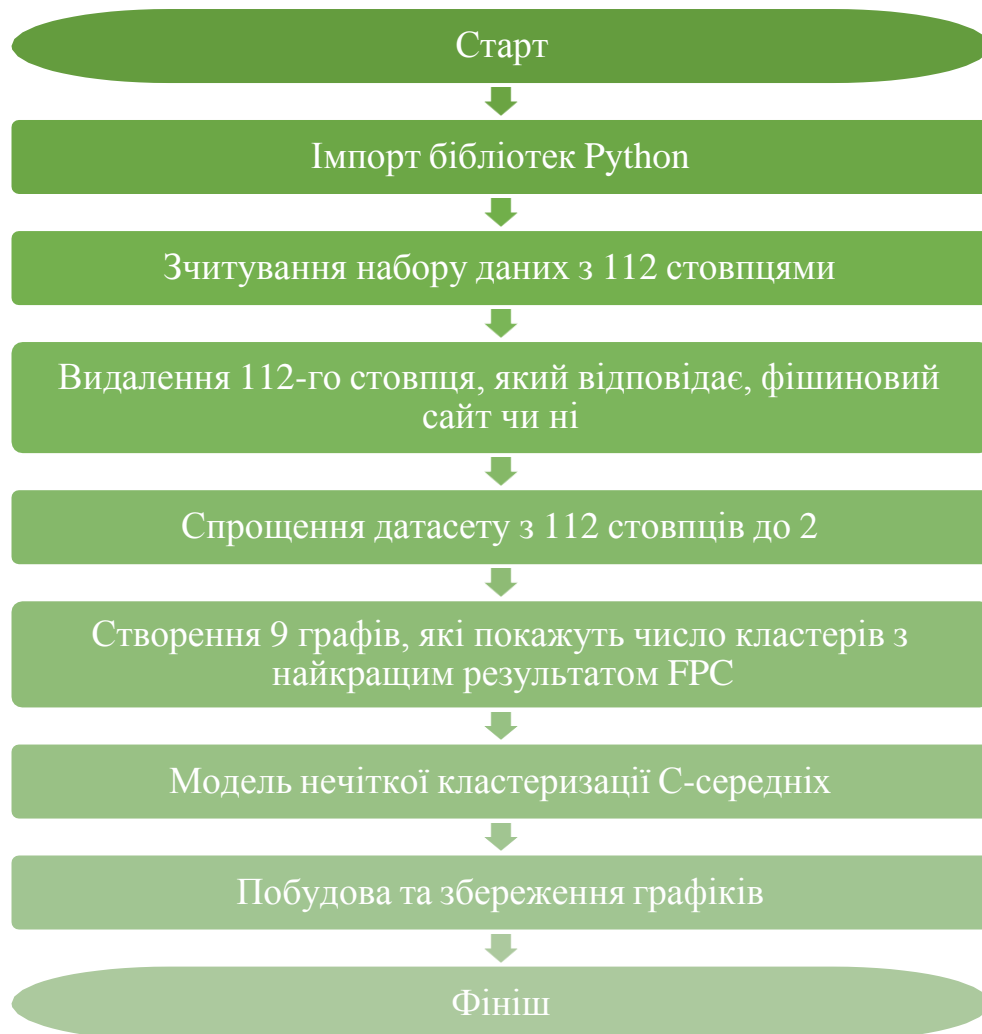 Старт
Імпорт бібліотек Python
Зчитування набору даних з 112 стовпцями
Видалення 112-го стовпця, який відповідає, фішиновий
сайт чи ні
Спрощення датасету з 112 стовпців до 2
Створення 9 графів, які покажуть число кластерів з
найкращим результатом FPC
Модель нечіткої кластеризації С-середніх
Побудова та збереження графіків
Фініш